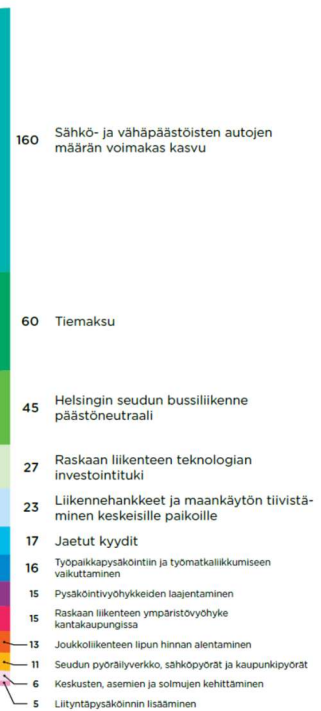 160 Sähkö- ja vähäpäästöisten autojen
määrän voimakas kasvu
60 Tiemaksu
45 Helsingin seudun bussiliikenne
päästöneutraali
27 Raskaan liikenteen teknologian
investointituki
23 Liikennehankkeet ja maankäytön tiivistä-
minen keskeisille paikoille
17 Jaetut kyydit
16 Työpaikkapysäköintiin ja työmatkaliikkumiseen
vaikuttaminen
15 Pysäköintivyöhykkeiden laajentaminen
15 Raskaan liikenteen ympäristövyöhyke
kantakaupungissa
13 Joukkoliikenteen lipun hinnan alentaminen
11 Seudun pyöräilyverkko, sähköpyörät ja kaupunkipyörät
6 Keskusten, asemien ja solmujen kehittäminen
5 Liityntäpysäköinnin lisääminen